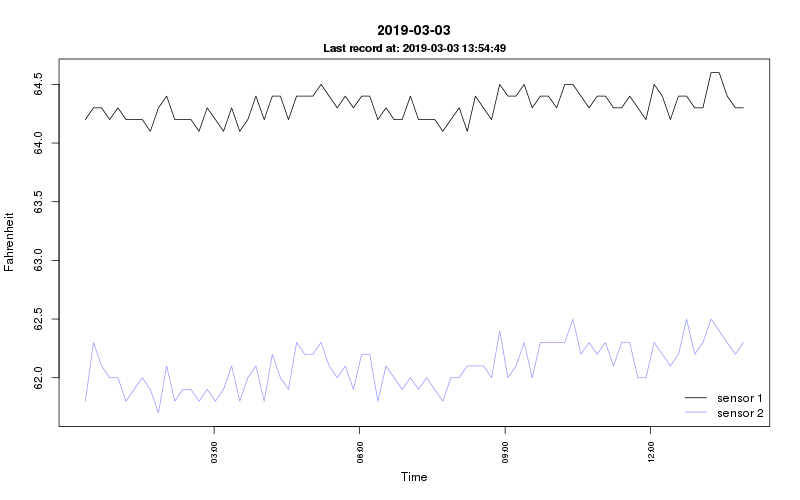 2019-03-03
Last record at: 2019-03-03 13:54:49
Fahrenheit
64.5
64.0
63.5
63.0
62.5
62.0
sensor 1
sensor 2
03:00
06:00
09:00
12:00
Time